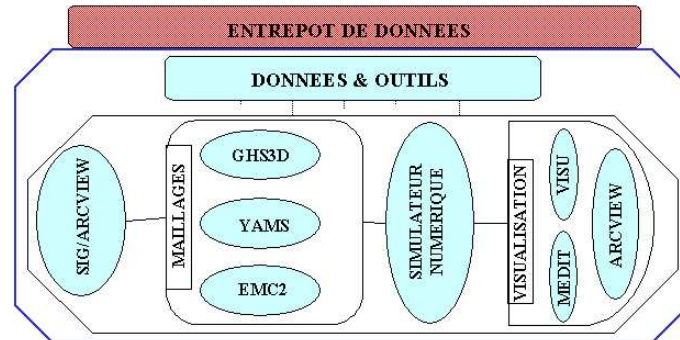 ENTREPOT DE DONNEES
DONNEES & OUTILS
SIG/ARCVIEW
MAILLAGES
GHS3D
YAMS
EMC2
SIMULATEUR
NUMERIQUE
VISUALISATION
VISU
MEDIT
ARCVIEW